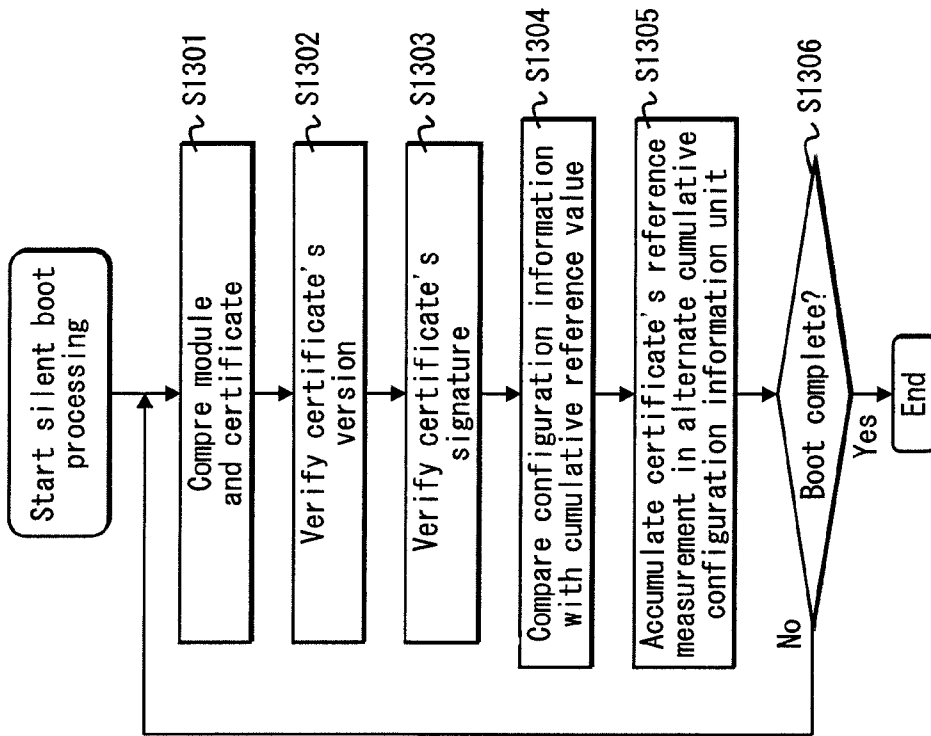 Start silent boot
processing
Compre module
and certificate
S1301
Verify certificate's
version
S1302
Verify certificate's
signature
S1303
Compare configuration information
with cumulative reference value
S1304
Accumulate certificate's reference
measurement in alternate cumulative
configuration information unit
S1305
Boot complete?
S1306
No
Yes
End